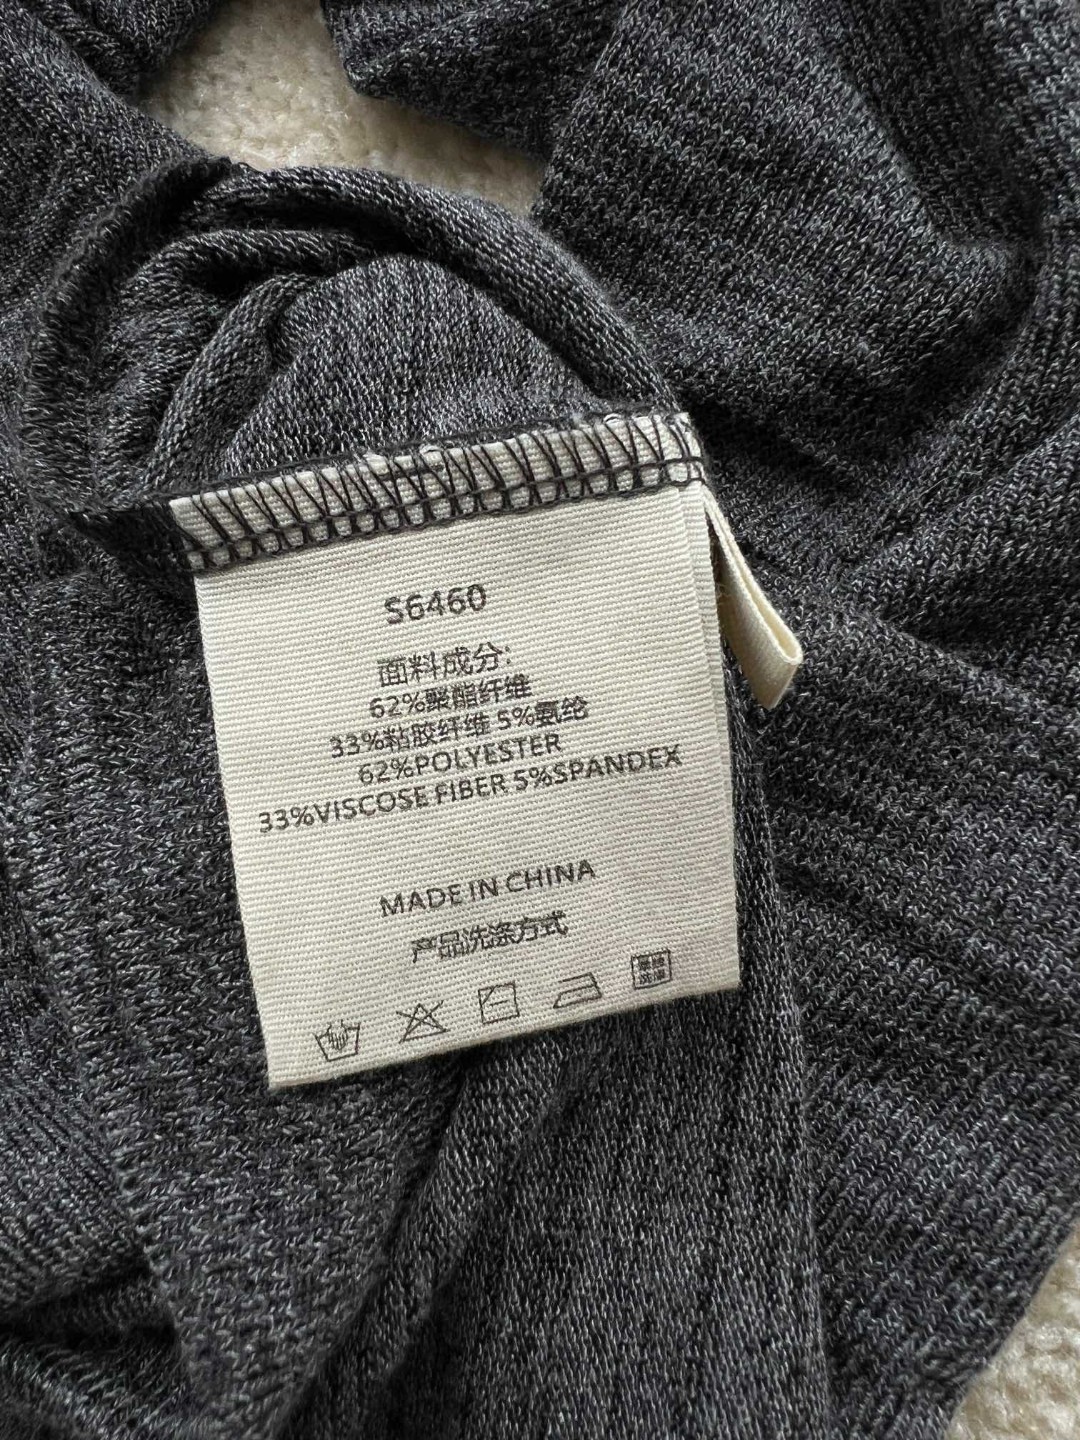 S6460
面料成分:
62%聚酯纤维
33%粘胶纤维 5%氨纶
62%POLYESTER
33%VISCOSE FIBER 5%SPANDEX
MADE IN CHINA
产品洗涤方式